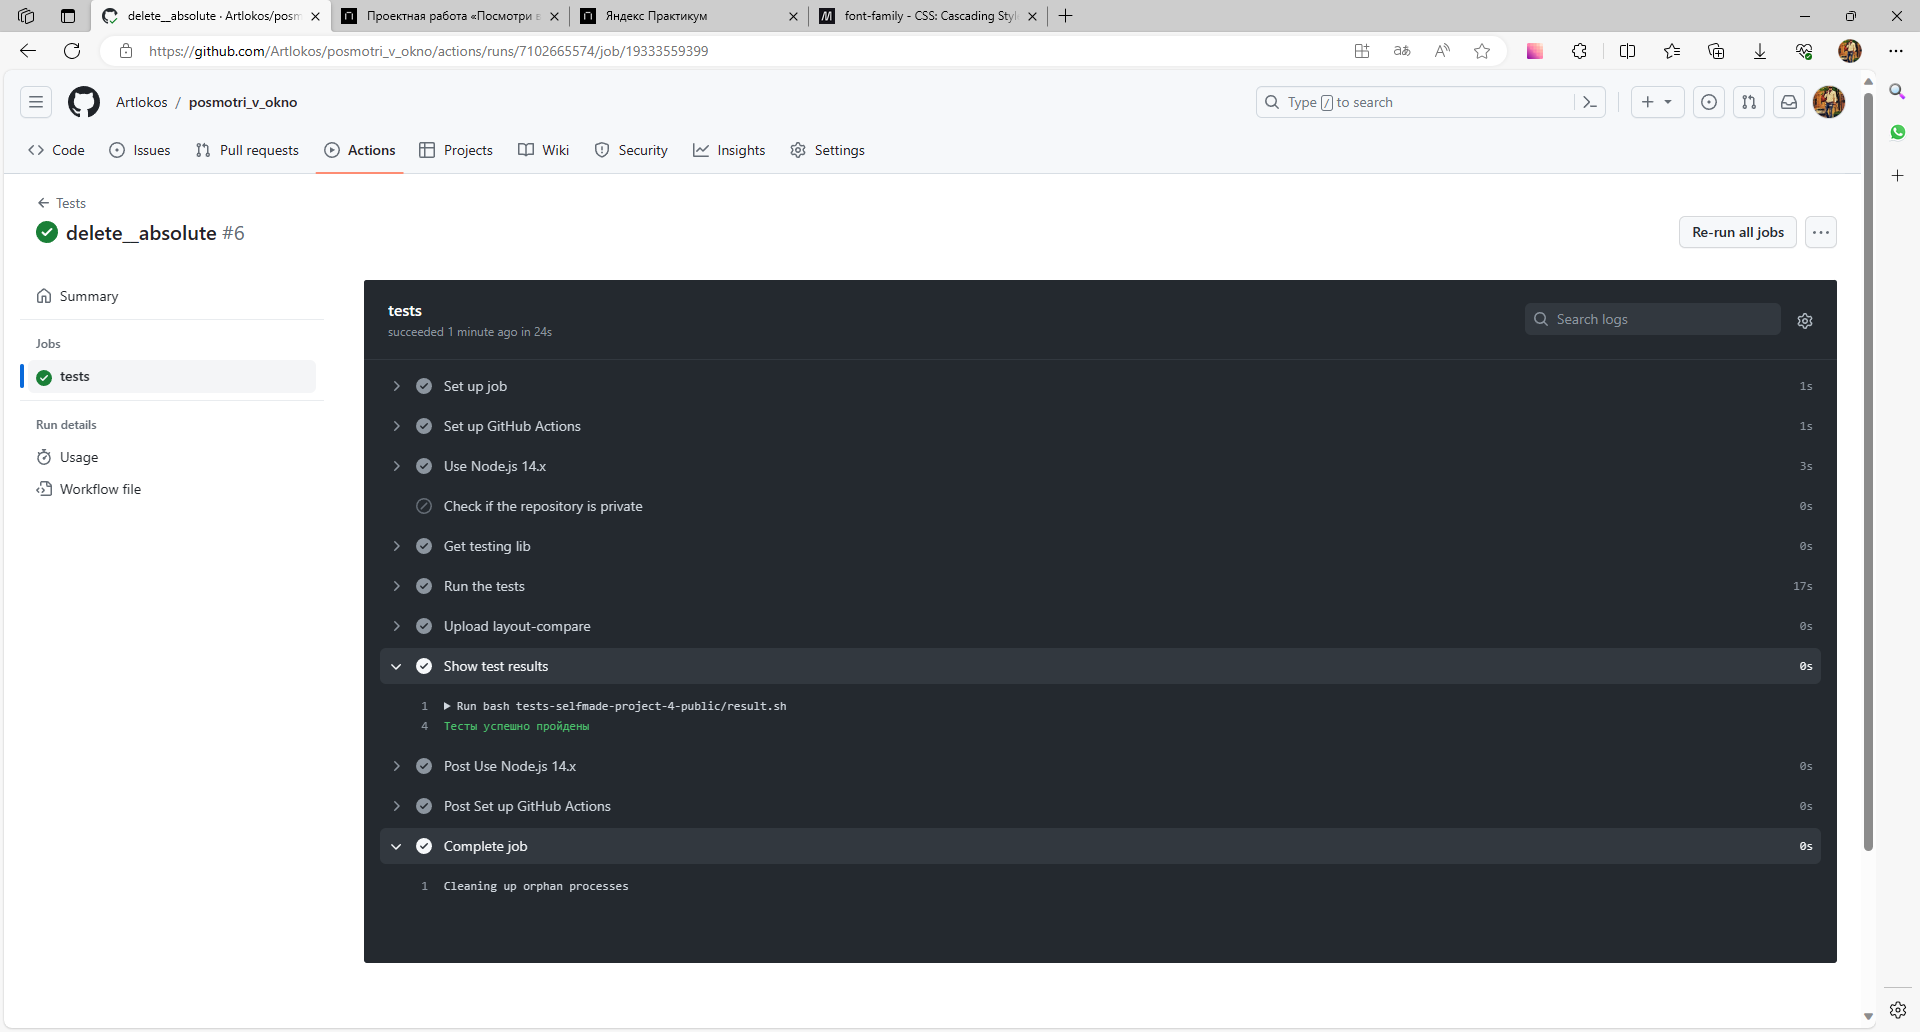 delete__absolute · Artlokos/posm
Проектная работа «Посмотри в
Яндекс Практикум
font-family - CSS: Cascading Style
https://github.com/Artlokos/posmotri_v_okno/actions/runs/7102665574/job/19333559399
Artlokos / posmotri_v_okno
Type / to search
Code
Issues
Pull requests
Actions
Projects
Wiki
Security
Insights
Settings
Tests
delete__absolute #6
Re-run all jobs
Summary
Jobs
tests
Run details
Usage
Workflow file
tests
succeeded 1 minute ago in 24s
Search logs
Set up job 1s
Set up GitHub Actions 1s
Use Node.js 14.x 3s
Check if the repository is private 0s
Get testing lib 0s
Run the tests 17s
Upload layout-compare 0s
Show test results 0s
1 Run bash tests-selfmade-project-4-public/result.sh
4 Тесты успешно пройдены
Post Use Node.js 14.x 0s
Post Set up GitHub Actions 0s
Complete job 0s
1 Cleaning up orphan processes